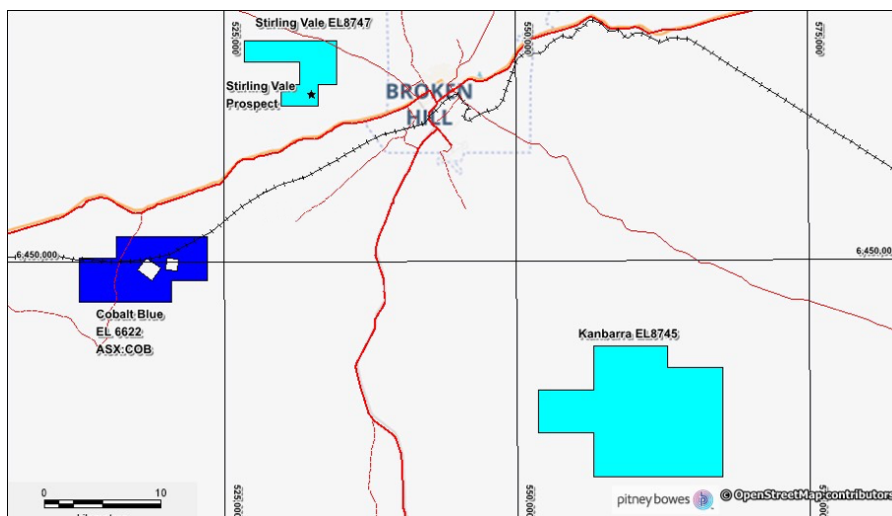 Stirling Vale EL8747
525,000
550,000
575,000
Stirling Vale
Prospect
BROKEN
HILL
6,450,000
6,450,000
Cobalt Blue
EL 6622
ASX:COB
Kanbarra EL8745
0
10
525,000
550,000
pitney bowes
© OpenStreetMap contributors